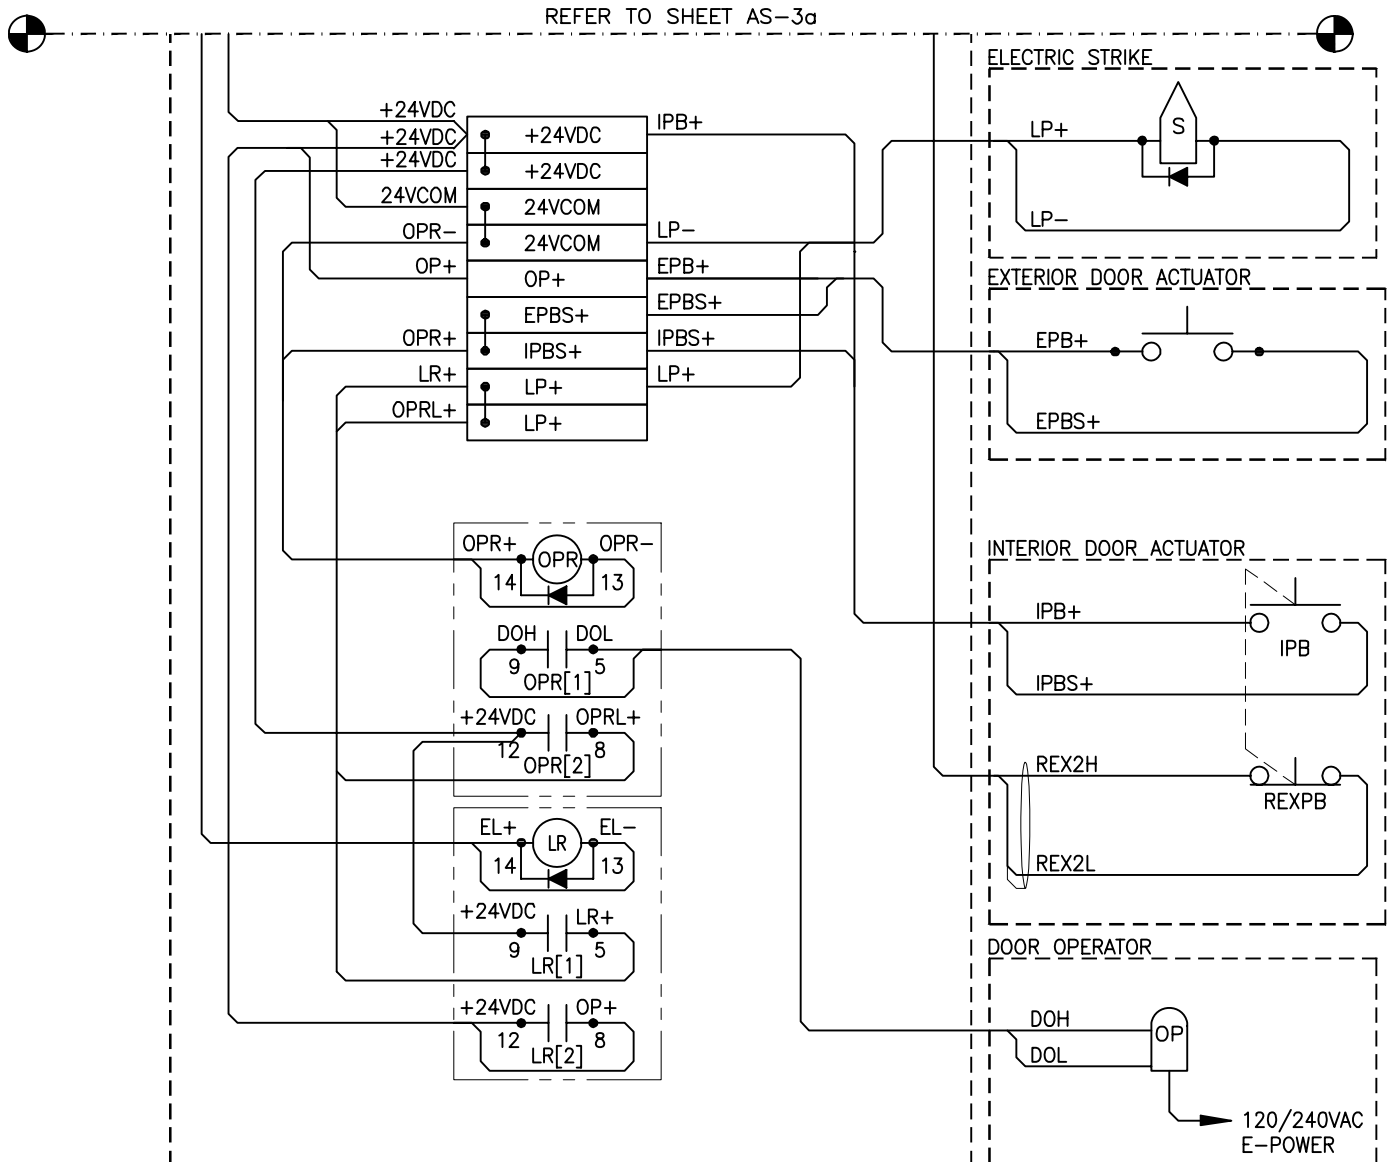 REFER TO SHEET AS-3a
ELECTRIC STRIKE
+24VDC
+24VDC
+24VDC
24VCOM
OPR-
OP+
OPR+
LR+
OPRL+
+24VDC
+24VDC
24VCOM
24VCOM
OP+
EPBS+
IPBS+
LP+
LP+
IPB+
LP-
EPB+
EPBS+
IPBS+
LP+
LP+
S
LP-
EXTERIOR DOOR ACTUATOR
EPB+
EPBS+
OPR+
OPR
OPR-
14
13
DOH
DOL
9
5
OPR[1]
+24VDC
OPRL+
12
8
OPR[2]
EL+
LR
EL-
14
13
+24VDC
LR+
9
5
LR[1]
+24VDC
OP+
12
8
LR[2]
INTERIOR DOOR ACTUATOR
IPB+
IPB
IPBS+
REX2H
REXPB
REX2L
DOOR OPERATOR
DOH
OP
DOL
120/240VAC
E-POWER